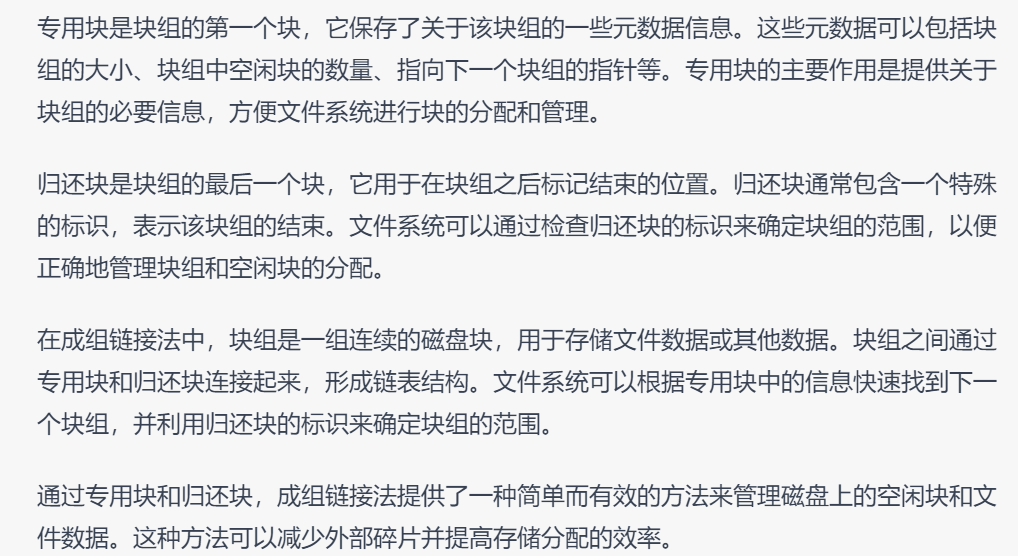 专用块是块组的第一个块，它保存了关于该块组的一些元数据信息。这些元数据可以包括块
组的大小、块组中空闲块的数量、指向下一个块组的指针等。专用块的主要作用是提供关于
块组的必要信息，方便文件系统进行块的分配和管理。
归还块是块组的最后一个块，它用于在块组之后标记结束的位置。归还块通常包含一个特殊
的标识，表示该块组的结束。文件系统可以通过检查归还块的标识来确定块组的范围，以便
正确地管理块组和空闲块的分配。
在成组链接法中，块组是一组连续的磁盘块，用于存储文件数据或其他数据。块组之间通过
专用块和归还块连接起来，形成链表结构。文件系统可以根据专用块中的信息快速找到下一
个块组，并利用归还块的标识来确定块组的范围。
通过专用块和归还块，成组链接法提供了一种简单而有效的方法来管理磁盘上的空闲块和文
件数据。这种方法可以减少外部碎片并提高存储分配的效率。